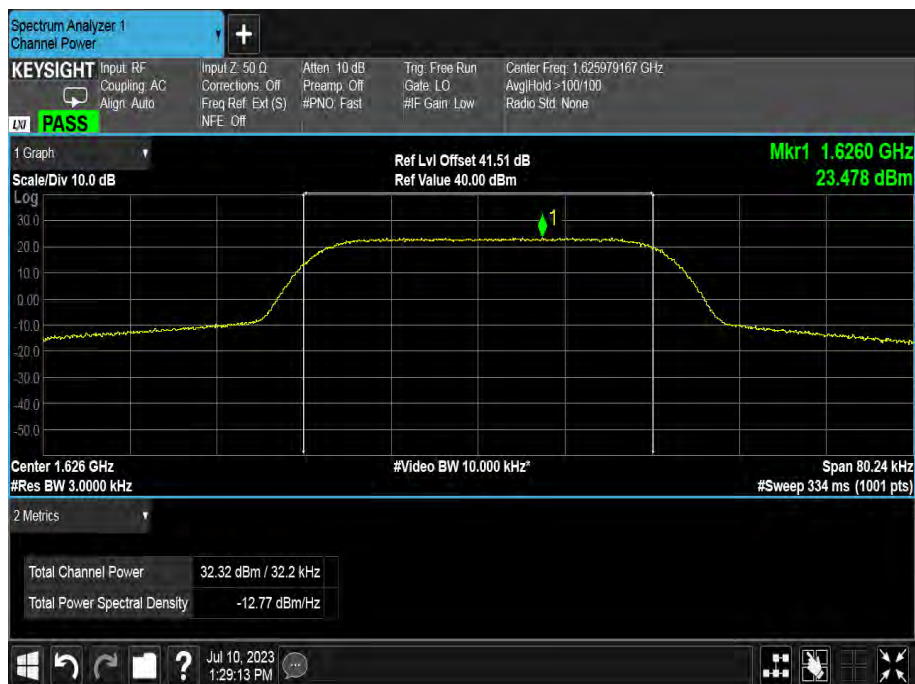 Spectrum Analyzer 1
Channel Power
+
KEYSIGHT
Input: RF
Coupling: AC
Align: Auto
Input Z: 50 Ω
Corrections: Off
Freq Ref: Ext (S)
NFE: Off
Atten: 10 dB
Preamp: Off
#PNO: Fast
Trig: Free Run
Gate: LO
#IF Gain: Low
Center Freq: 1.625979167 GHz
Avg|Hold >100/100
Radio Std: None
LXI PASS
1 Graph
Scale/Div 10.0 dB
Ref Lvl Offset 41.51 dB
Ref Value 40.00 dBm
Mkr1 1.6260 GHz
23.478 dBm
Log
30.0
20.0
10.0
0.00
-10.0
-20.0
-30.0
-40.0
-50.0
1
Center 1.626 GHz
#Res BW 3.0000 kHz
#Video BW 10.000 kHz*
Span 80.24 kHz
#Sweep 334 ms (1001 pts)
2 Metrics
Total Channel Power 32.32 dBm / 32.2 kHz
Total Power Spectral Density -12.77 dBm/Hz
?
Jul 10, 2023
1:29:13 PM